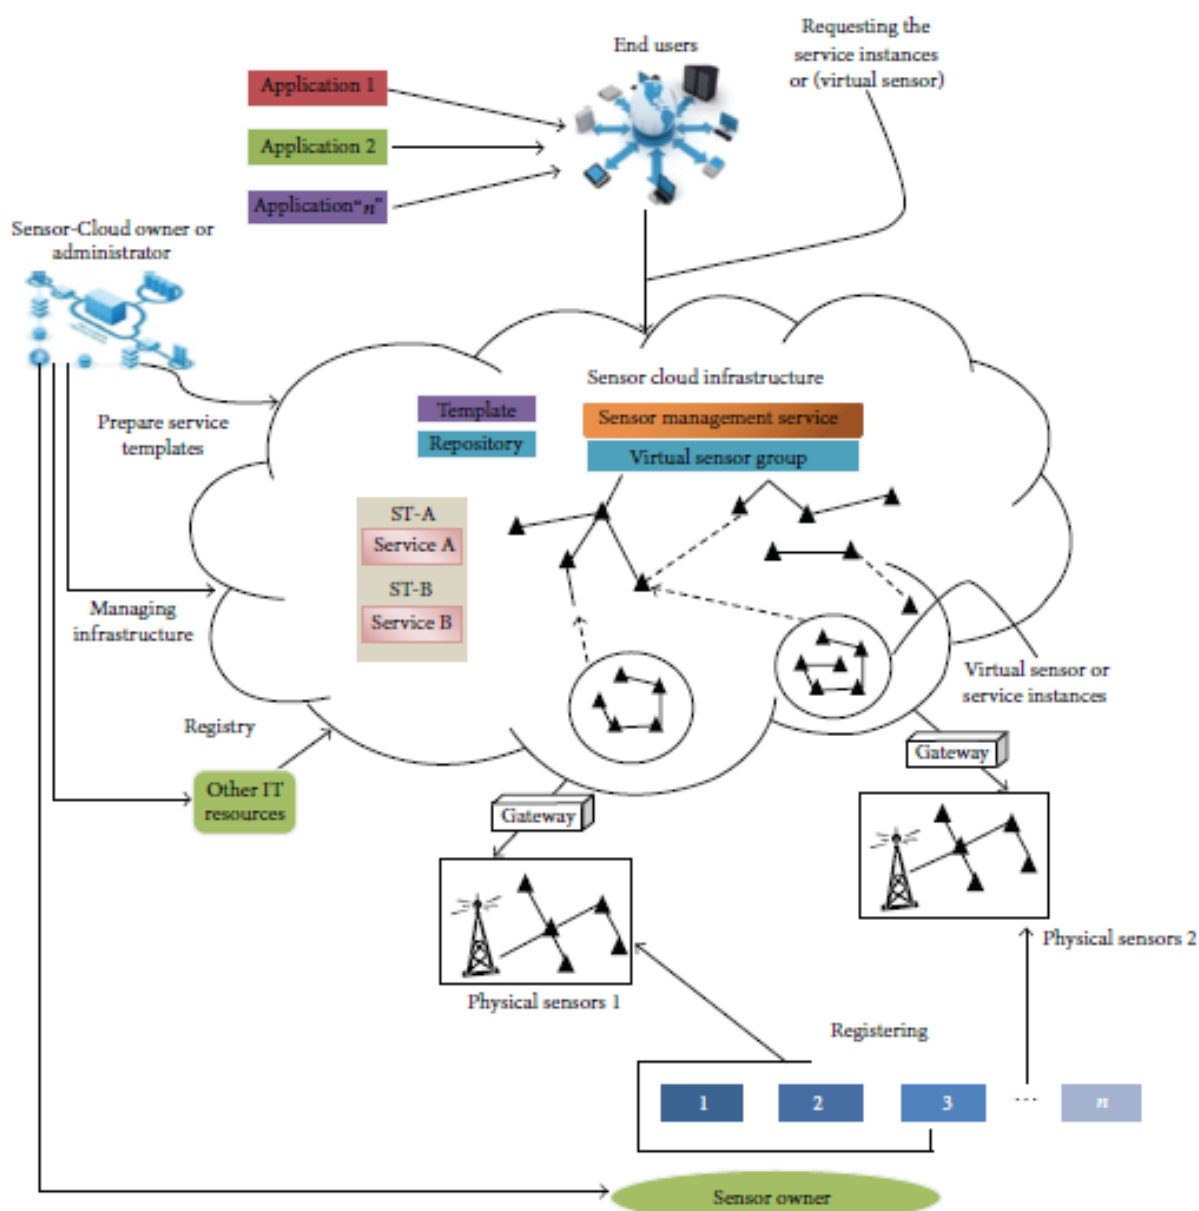 Requesting the
service instances
or (virtual sensor)
End users
Application 1
Application 2
Application“n”
Sensor-Cloud owner or
administrator
Sensor cloud infrastructure
Template
Repository
Sensor management service
Virtual sensor group
Prepare service
templates
ST-A
Service A
ST-B
Service B
Managing
infrastructure
Virtual sensor or
service instances
Registry
Other IT
resources
Gateway
Gateway
Physical sensors 2
Physical sensors 1
Registering
1
2
3
...
n
Sensor owner